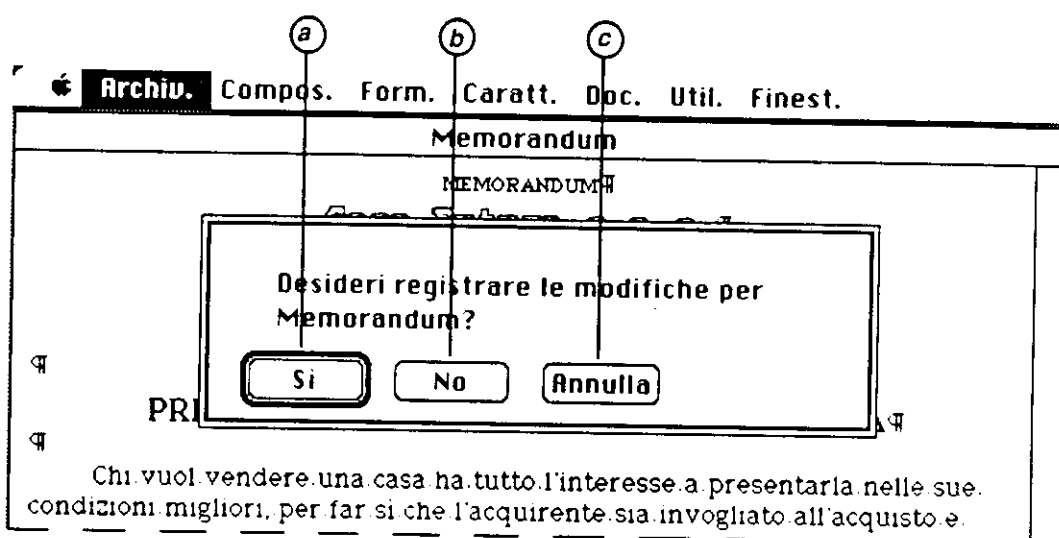 a b c
Archiv. Compos. Form. Caratt. Doc. Util. Finest.
Memorandum
MEMORANDUM¶
Desideri registrare le modifiche per
Memorandum?
¶
Sì No Annulla
PRI A¶
¶
Chi vuol vendere una casa ha tutto l'interesse a presentarla nelle sue
condizioni migliori, per far sì che l'acquirente sia invogliato all'acquisto e